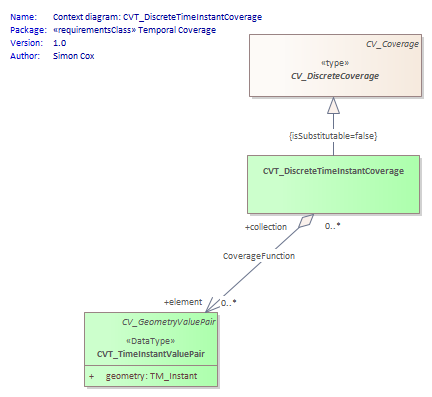 Name: Context diagram: CVT_DiscreteTimeInstantCoverage
Package: «requirementsClass» Temporal Coverage
Version: 1.0
Author: Simon Cox
CV_Coverage
«type»
CV_DiscreteCoverage
{isSubstitutable=false}
CVT_DiscreteTimeInstantCoverage
+collection 0..*
CoverageFunction
+element 0..*
CV_GeometryValuePair
«DataType»
CVT_TimeInstantValuePair
+ geometry: TM_Instant